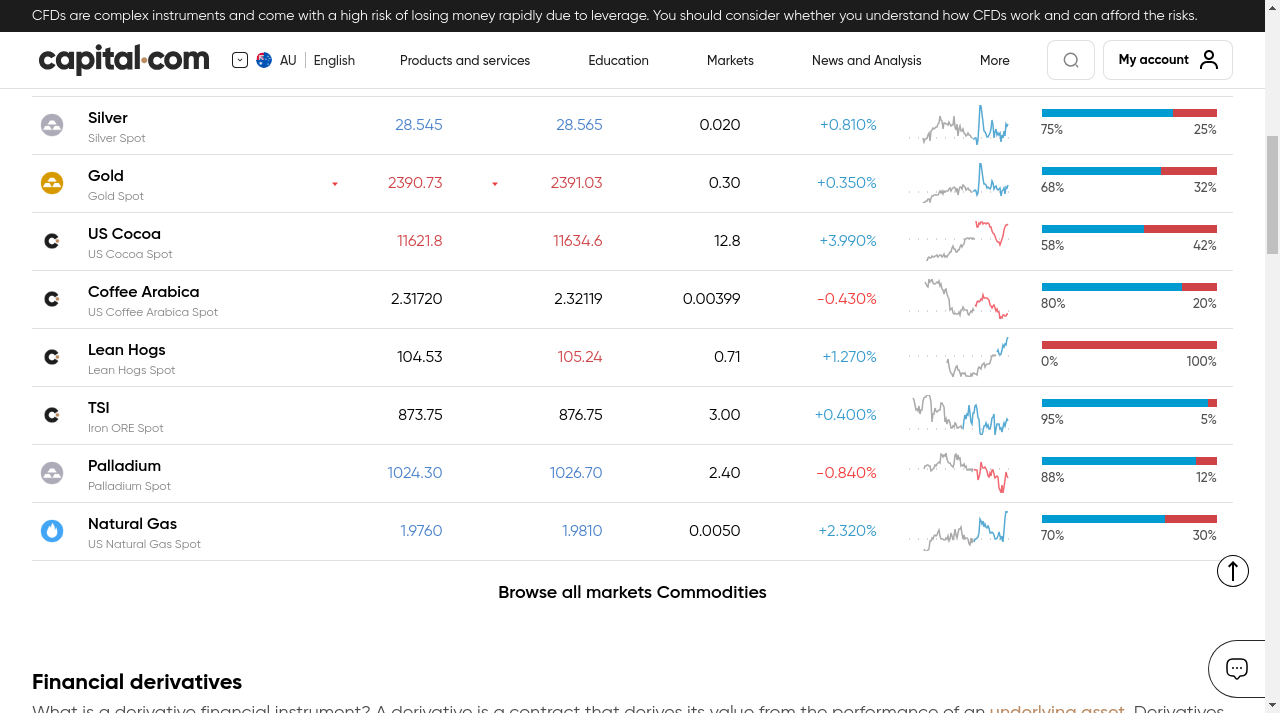 CFDs are complex instruments and come with a high risk of losing money rapidly due to leverage. You should consider whether you understand how CFDs work and can afford the risks.
capital.com AU English Products and services Education Markets News and Analysis More My account
Silver 28.545 28.565 0.020 +0.810%
Silver Spot 75% 25%
Gold 2390.73 2391.03 0.30 +0.350%
Gold Spot 68% 32%
US Cocoa 11621.8 11634.6 12.8 +3.990%
US Cocoa Spot 58% 42%
Coffee Arabica 2.31720 2.32119 0.00399 -0.430%
US Coffee Arabica Spot 80% 20%
Lean Hogs 104.53 105.24 0.71 +1.270%
Lean Hogs Spot 0% 100%
TSI 873.75 876.75 3.00 +0.400%
Iron ORE Spot 95% 5%
Palladium 1024.30 1026.70 2.40 -0.840%
Palladium Spot 88% 12%
Natural Gas 1.9760 1.9810 0.0050 +2.320%
US Natural Gas Spot 70% 30%
Browse all markets Commodities
Financial derivatives
What is a derivative financial instrument? A derivative is a contract that derives its value from the performance of an underlying asset. Derivatives